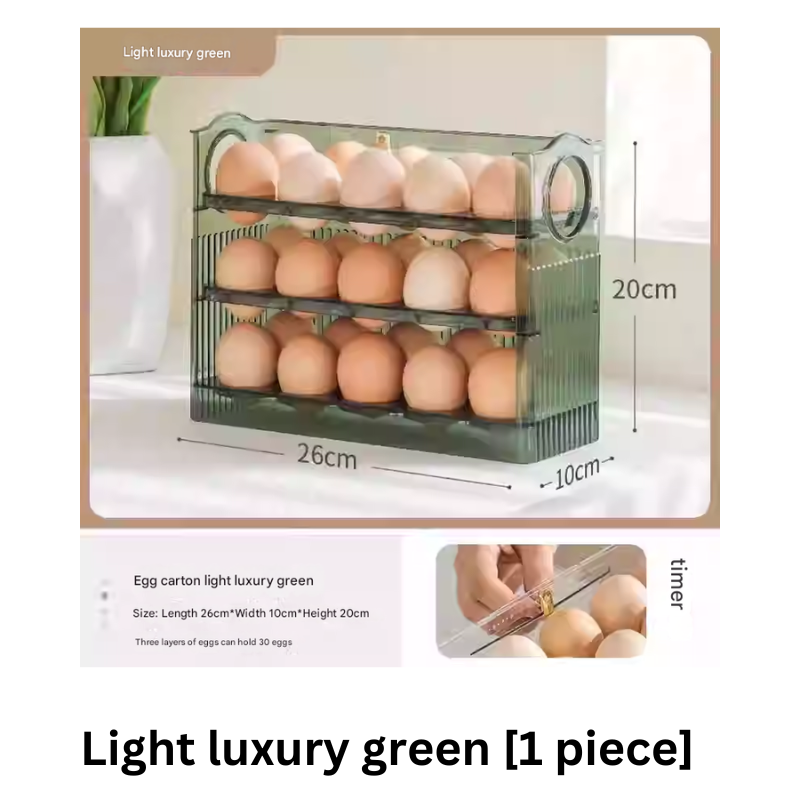 Light luxury green
20cm
26cm
10cm
Egg carton light luxury green
Size: Length 26cm*Width 10cm*Height 20cm
Three layers of eggs can hold 30 eggs
timer
Light luxury green [1 piece]